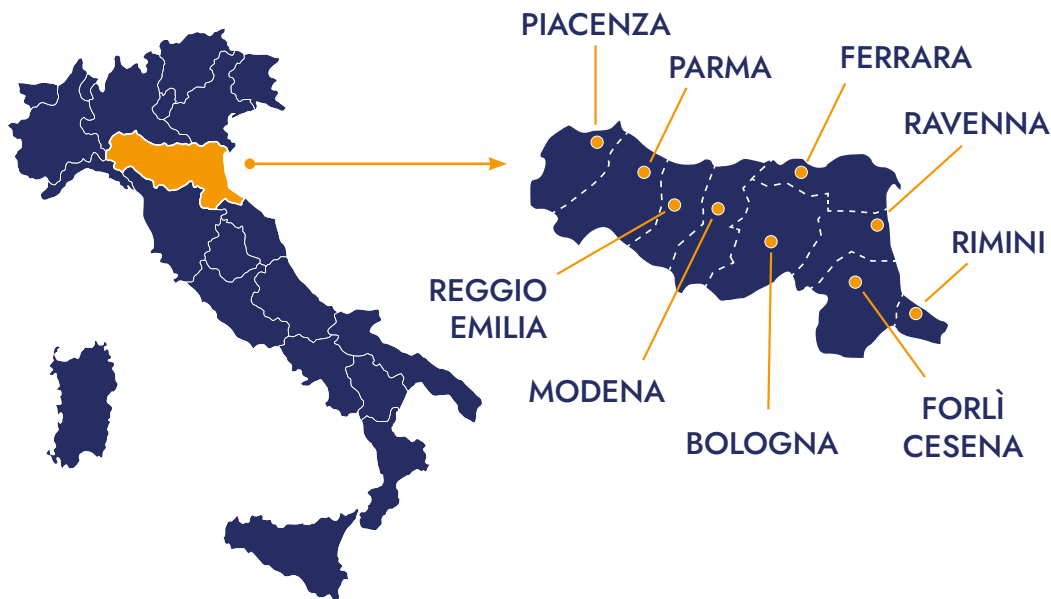 PIACENZA
PARMA
FERRARA
RAVENNA
RIMINI
REGGIO
EMILIA
MODENA
BOLOGNA
FORLÌ
CESENA